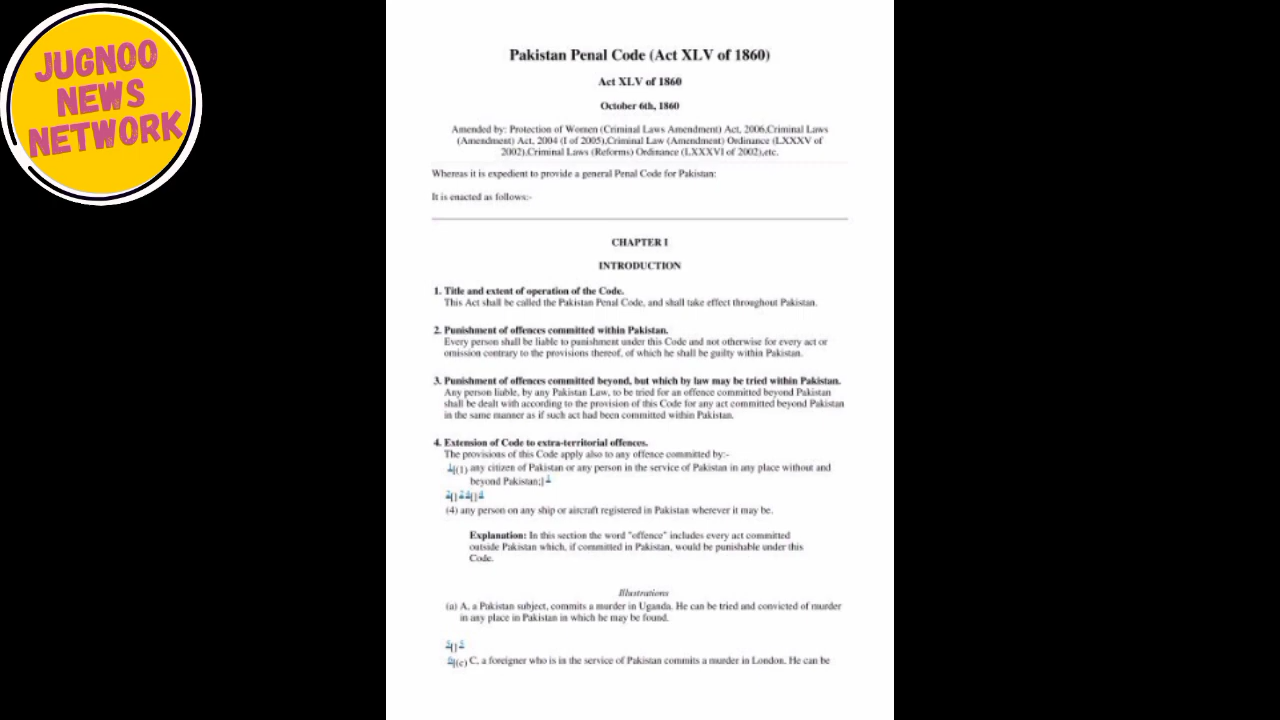 JUGNOO
NEWS
NETWORK
Pakistan Penal Code (Act XLV of 1860)
Act XLV of 1860
October 6th, 1860
Amended by: Protection of Women (Criminal Laws Amendment) Act, 2006,Criminal Laws
(Amendment) Act, 2004 (I of 2005),Criminal Law (Amendment) Ordinance (LXXXV of
2002),Criminal Laws (Reforms) Ordinance (LXXXVI of 2002),etc.
Whereas it is expedient to provide a general Penal Code for Pakistan:
It is enacted as follows:-
CHAPTER I
INTRODUCTION
1. Title and extent of operation of the Code.
This Act shall be called the Pakistan Penal Code, and shall take effect throughout Pakistan.
2. Punishment of offences committed within Pakistan.
Every person shall be liable to punishment under this Code and not otherwise for every act or
omission contrary to the provisions thereof, of which he shall be guilty within Pakistan.
3. Punishment of offences committed beyond, but which by law may be tried within Pakistan.
Any person liable, by any Pakistan Law, to be tried for an offence committed beyond Pakistan
shall be dealt with according to the provision of this Code for any act committed beyond Pakistan
in the same manner as if such act had been committed within Pakistan.
4. Extension of Code to extra-territorial offences.
The provisions of this Code apply also to any offence committed by:-
1[(1) any citizen of Pakistan or any person in the service of Pakistan in any place without and
beyond Pakistan;] 1
2[] 2 4[] 4
(4) any person on any ship or aircraft registered in Pakistan wherever it may be.
Explanation: In this section the word "offence" includes every act committed
outside Pakistan which, if committed in Pakistan, would be punishable under this
Code.
Illustrations
(a) A, a Pakistan subject, commits a murder in Uganda. He can be tried and convicted of murder
in any place in Pakistan in which he may be found.
5[] 5
6[(c) C, a foreigner who is in the service of Pakistan commits a murder in London. He can be